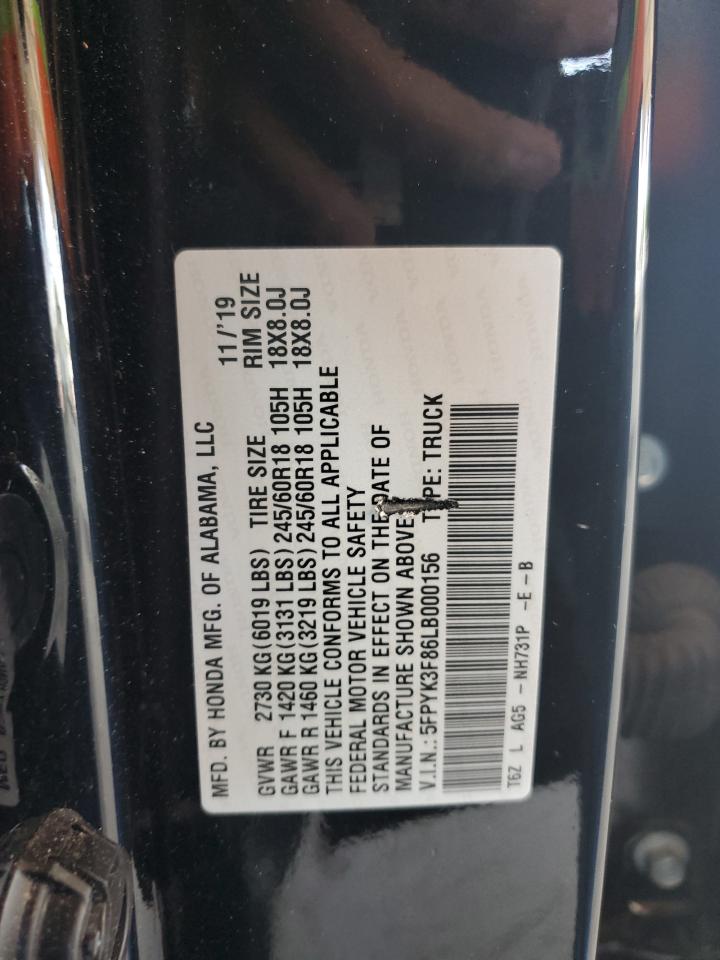 MFD. BY HONDA MFG. OF ALABAMA, LLC 11/'19
GVWR 2730 KG (6019 LBS) TIRE SIZE RIM SIZE
GAWR F 1420 KG (3131 LBS) 245/60R18 105H 18X8.0J
GAWR R 1460 KG (3219 LBS) 245/60R18 105H 18X8.0J
THIS VEHICLE CONFORMS TO ALL APPLICABLE
FEDERAL MOTOR VEHICLE SAFETY
STANDARDS IN EFFECT ON THE DATE OF
MANUFACTURE SHOWN ABOVE
V.I.N.: 5FPYK3F86LB000156 TYPE: TRUCK
T6Z L AG5 - NH731P -E - B